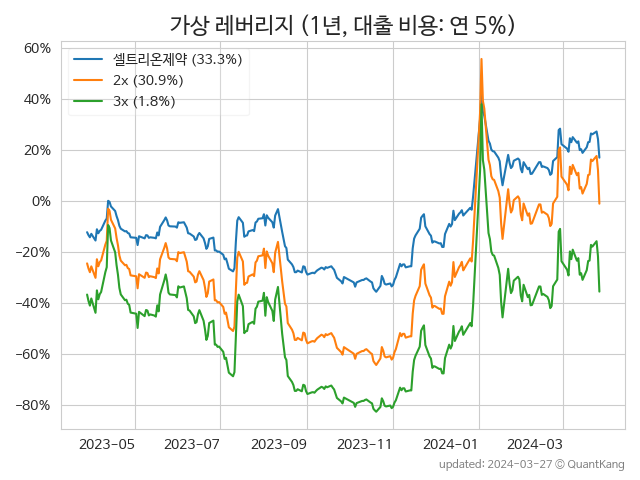 가상 레버리지 (1년, 대출 비용: 연 5%)
60%
40%
20%
0%
−20%
−40%
−60%
−80%
셀트리온제약 (33.3%)
2x (30.9%)
3x (1.8%)
2023-05 2023-07 2023-09 2023-11 2024-01 2024-03
updated: 2024-03-27 © QuantKang